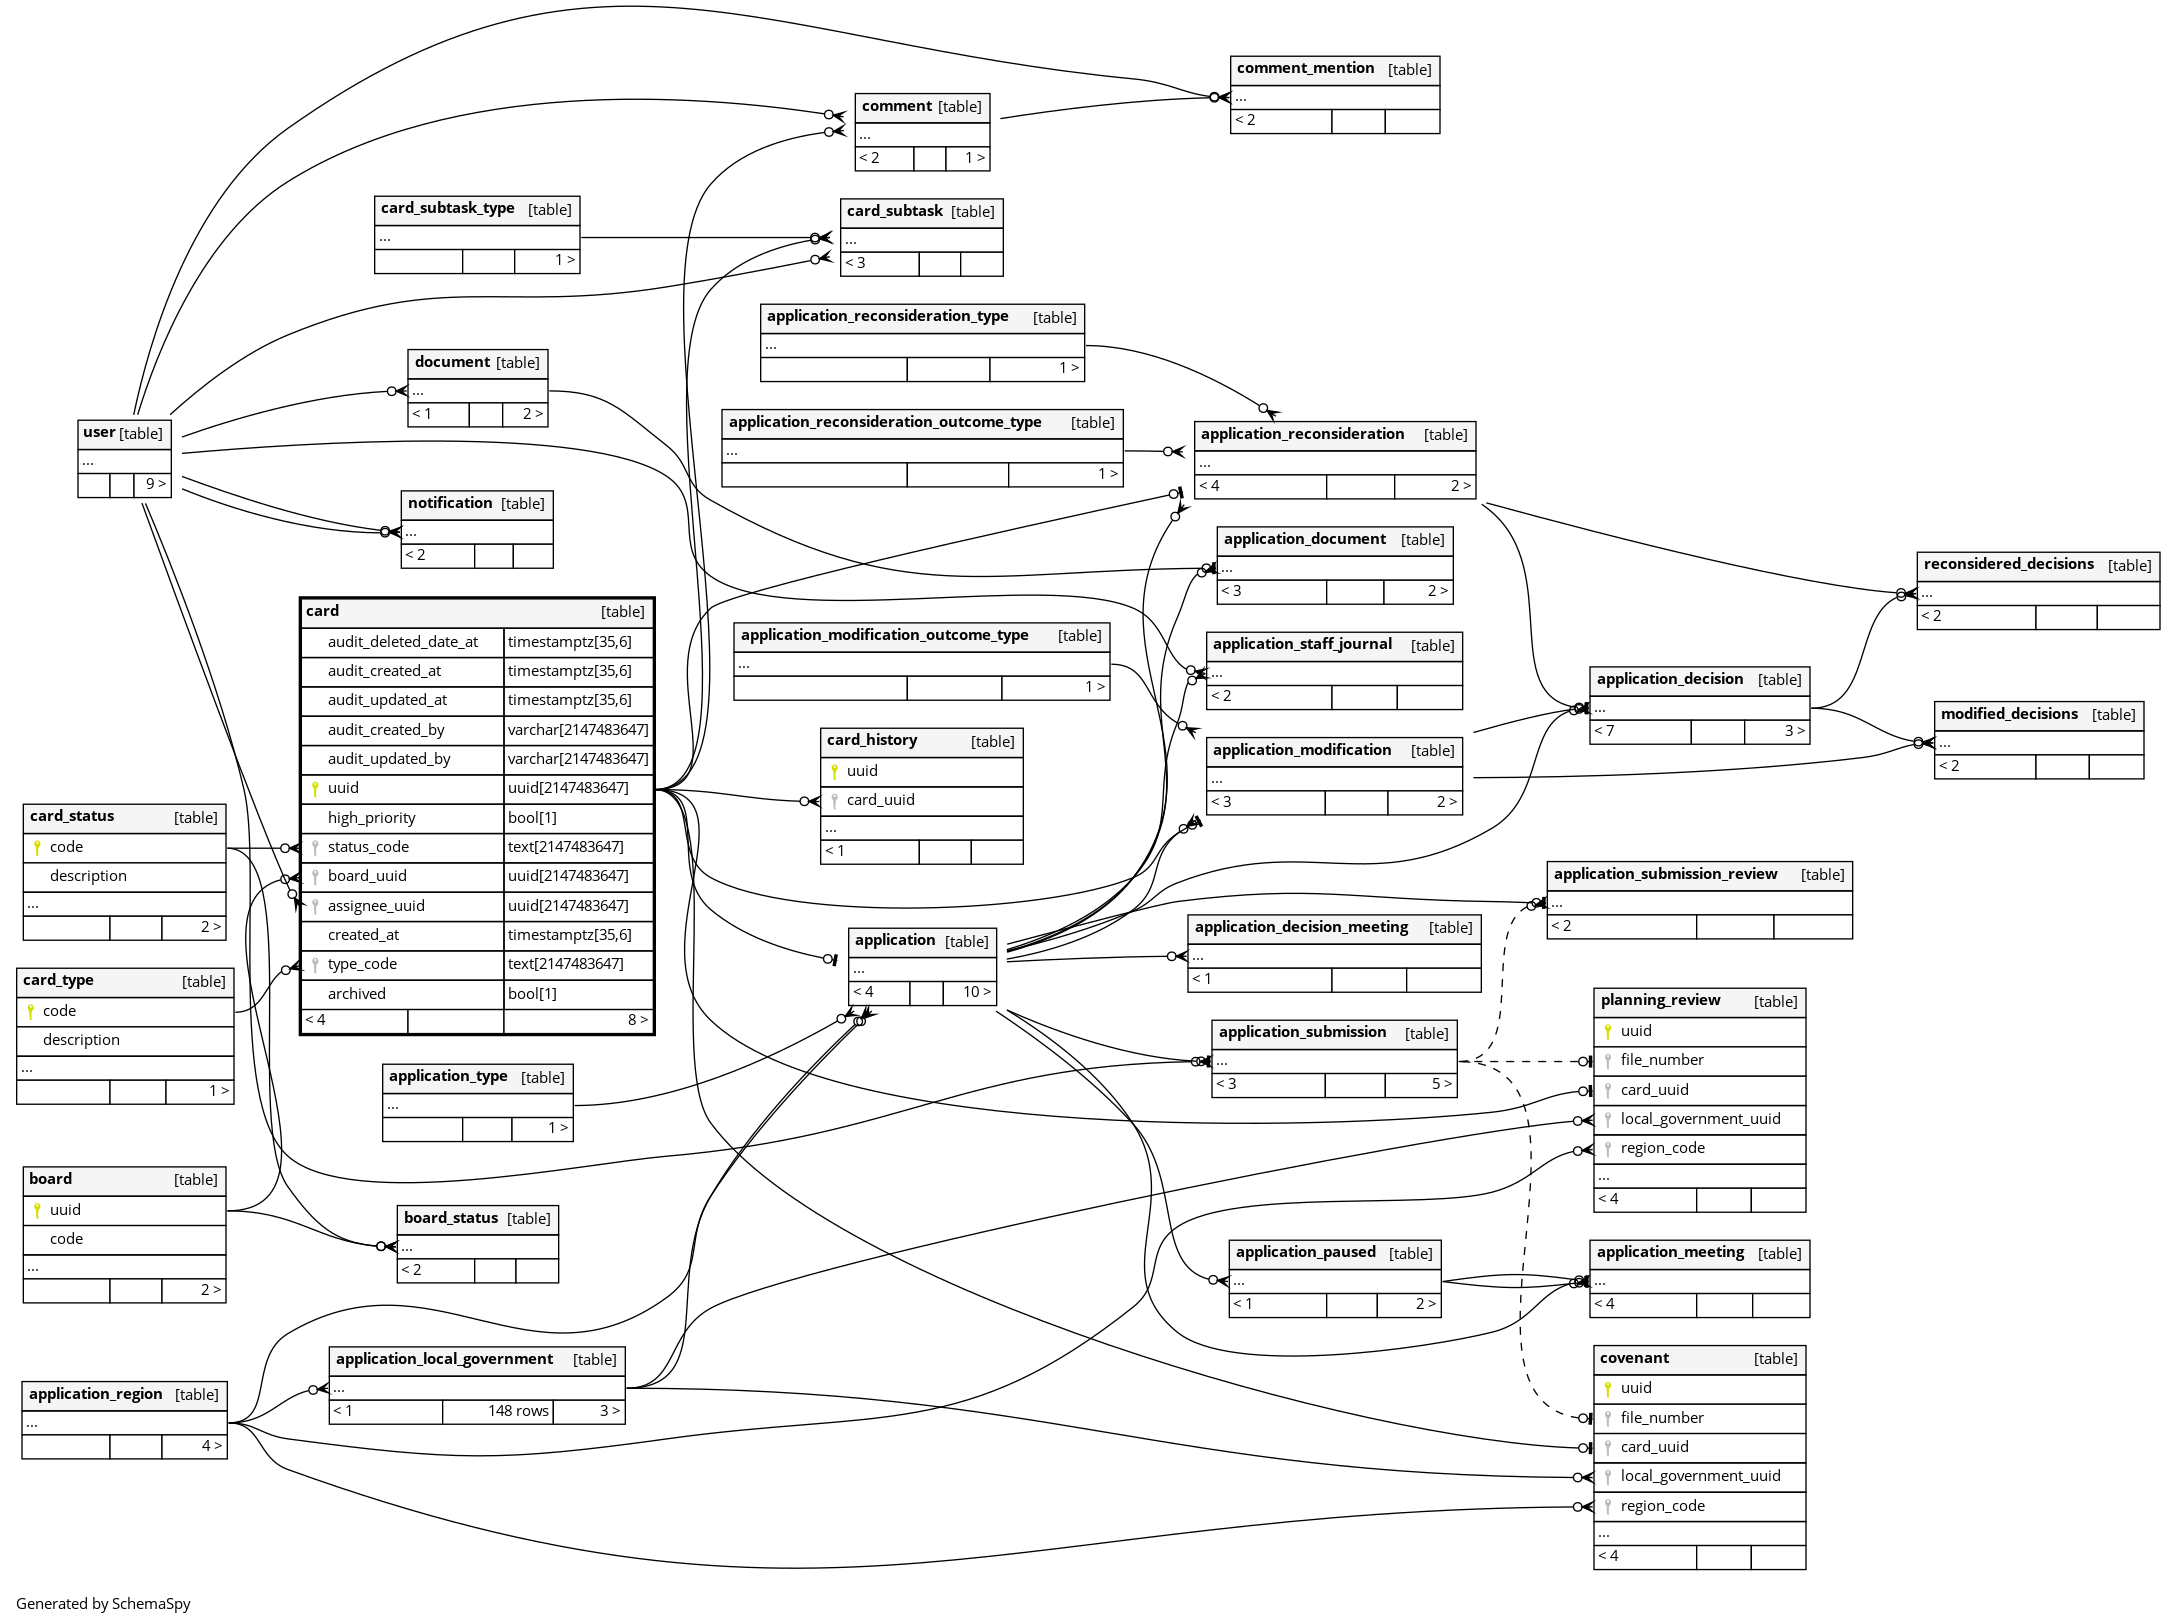 comment_mention [table]
...
< 2
comment [table]
...
< 2 1 >
card_subtask_type [table]
...
1 >
card_subtask [table]
...
< 3
application_reconsideration_type [table]
...
1 >
document [table]
...
< 1 2 >
user [table]
...
9 >
application_reconsideration_outcome_type [table]
...
1 >
application_reconsideration [table]
...
< 4 2 >
notification [table]
...
< 2
application_document [table]
...
< 3 2 >
reconsidered_decisions [table]
...
< 2
card [table]
audit_deleted_date_at timestamptz[35,6]
audit_created_at timestamptz[35,6]
audit_updated_at timestamptz[35,6]
audit_created_by varchar[2147483647]
audit_updated_by varchar[2147483647]
uuid uuid[2147483647]
high_priority bool[1]
status_code text[2147483647]
board_uuid uuid[2147483647]
assignee_uuid uuid[2147483647]
created_at timestamptz[35,6]
type_code text[2147483647]
archived bool[1]
< 4 8 >
application_modification_outcome_type [table]
...
1 >
application_staff_journal [table]
...
< 2
application_decision [table]
...
< 7 3 >
modified_decisions [table]
...
< 2
card_history [table]
uuid
card_uuid
...
< 1
application_modification [table]
...
< 3 2 >
card_status [table]
code
description
...
2 >
application_submission_review [table]
...
< 2
application [table]
...
< 4 10 >
application_decision_meeting [table]
...
< 1
card_type [table]
code
description
...
1 >
planning_review [table]
uuid
file_number
card_uuid
local_government_uuid
region_code
...
< 4
application_submission [table]
...
< 3 5 >
application_type [table]
...
1 >
board [table]
uuid
code
...
2 >
board_status [table]
...
< 2
application_paused [table]
...
< 1 2 >
application_meeting [table]
...
< 4
application_local_government [table]
...
< 1 148 rows 3 >
covenant [table]
uuid
file_number
card_uuid
local_government_uuid
region_code
...
< 4
application_region [table]
...
4 >
Generated by SchemaSpy